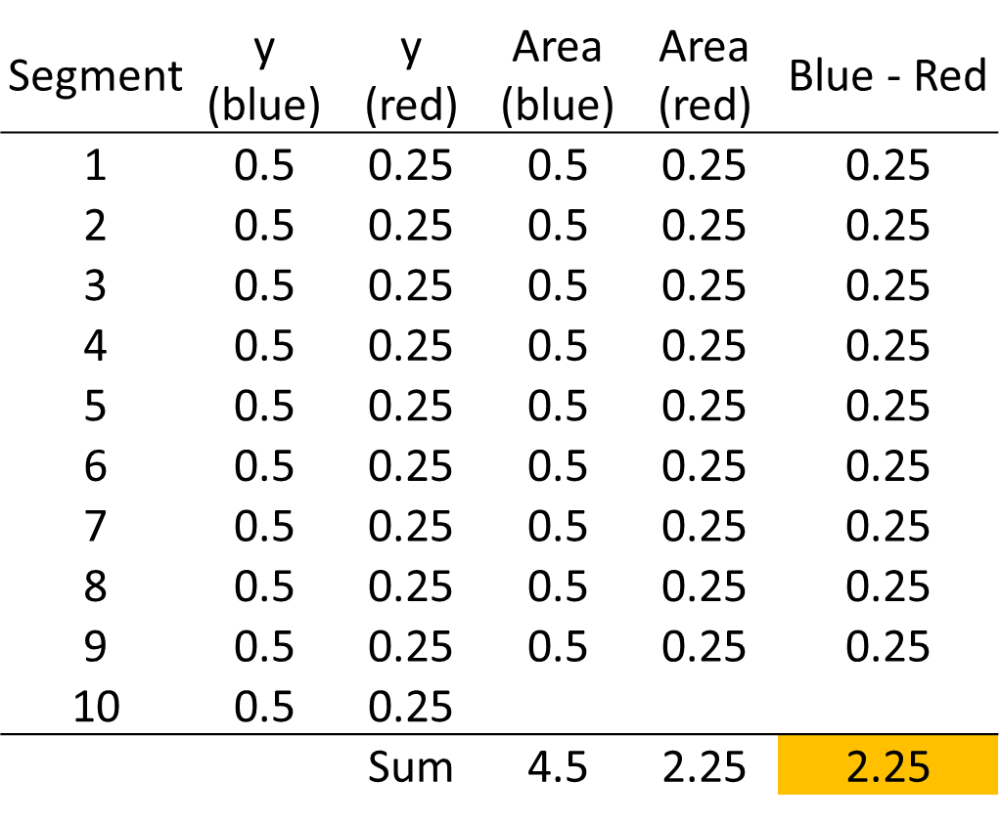 Segment y (blue) y (red) Area (blue) Area (red) Blue - Red
1 0.5 0.25 0.5 0.25 0.25
2 0.5 0.25 0.5 0.25 0.25
3 0.5 0.25 0.5 0.25 0.25
4 0.5 0.25 0.5 0.25 0.25
5 0.5 0.25 0.5 0.25 0.25
6 0.5 0.25 0.5 0.25 0.25
7 0.5 0.25 0.5 0.25 0.25
8 0.5 0.25 0.5 0.25 0.25
9 0.5 0.25 0.5 0.25 0.25
10 0.5 0.25
Sum 4.5 2.25 2.25